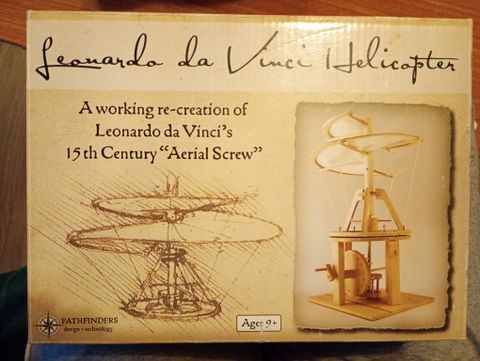 Leonardo da Vinci Helicopter
A working re-creation of
Leonardo da Vinci's
15th Century "Aerial Screw"
PATHFINDERS
design + technology
Ages 9+